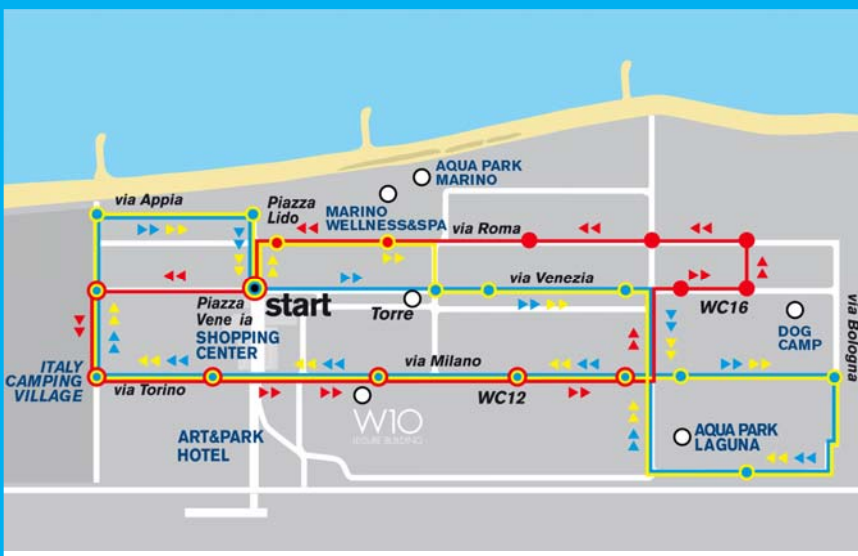 AQUA PARK
MARINO
via Appia
Piazza
Lido
MARINO
WELLNESS&SPA
via Roma
via Venezia
start
Piazza
Vene ia
SHOPPING
CENTER
Torre
WC16
DOG
CAMP
via Bologna
ITALY
CAMPING
VILLAGE
via Torino
via Milano
WC12
W10
LEISURE BUILDING
ART&PARK
HOTEL
AQUA PARK
LAGUNA